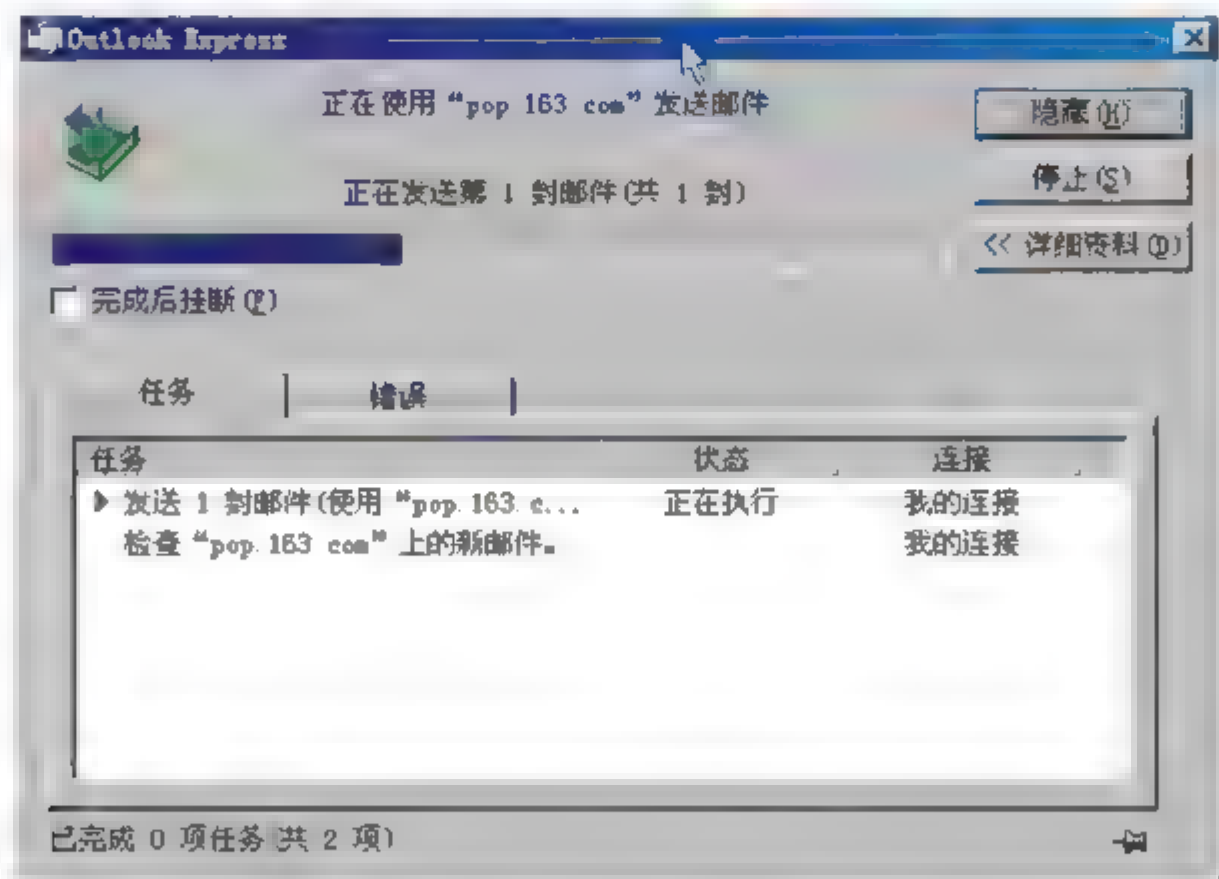 Outlook Express
正在使用“pop.163.com”发送邮件
隐藏(H)
正在发送第 1 封邮件(共 1 封)
停止(S)
<< 详细资料(D)
完成后挂断(P)
任务 错误
任务 状态 连接
发送 1 封邮件(使用“pop.163.c... 正在执行 我的连接
检查“pop.163.com”上的新邮件。 我的连接
已完成 0 项任务(共 2 项)